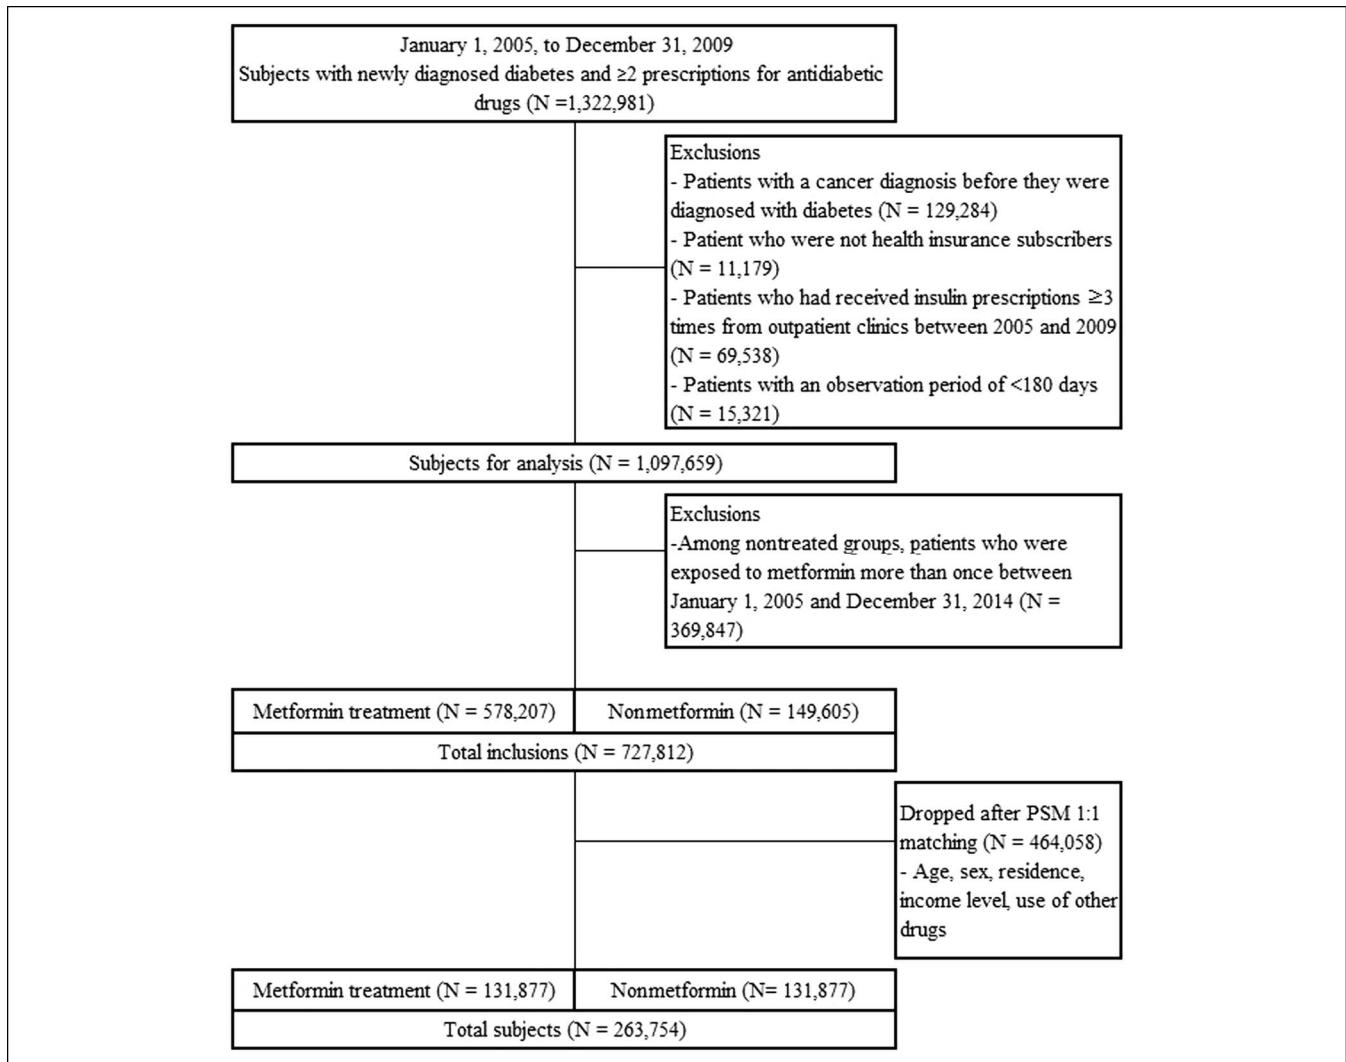 January 1, 2005, to December 31, 2009
Subjects with newly diagnosed diabetes and ≥2 prescriptions for antidiabetic
drugs (N =1,322,981)
Exclusions
- Patients with a cancer diagnosis before they were
diagnosed with diabetes (N = 129,284)
- Patient who were not health insurance subscribers
(N = 11,179)
- Patients who had received insulin prescriptions ≥3
times from outpatient clinics between 2005 and 2009
(N = 69,538)
- Patients with an observation period of <180 days
(N = 15,321)
Subjects for analysis (N = 1,097,659)
Exclusions
-Among nontreated groups, patients who were
exposed to metformin more than once between
January 1, 2005 and December 31, 2014 (N =
369,847)
Metformin treatment (N = 578,207)
Nonmetformin (N = 149,605)
Total inclusions (N = 727,812)
Dropped after PSM 1:1
matching (N = 464,058)
- Age, sex, residence,
income level, use of other
drugs
Metformin treatment (N = 131,877)
Nonmetformin (N= 131,877)
Total subjects (N = 263,754)